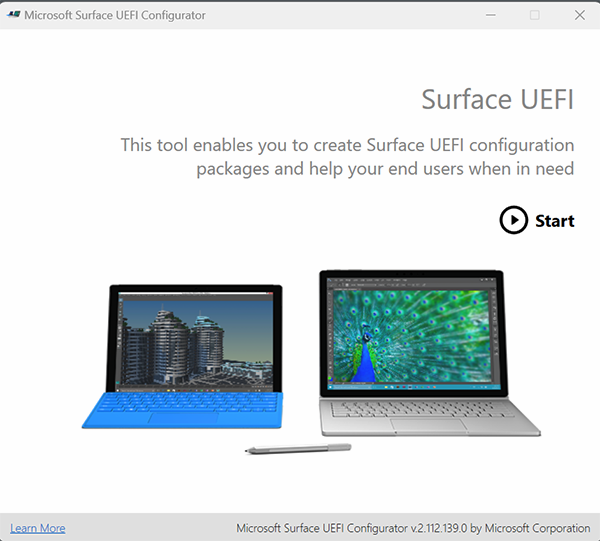 Microsoft Surface UEFI Configurator
Surface UEFI
This tool enables you to create Surface UEFI configuration
packages and help your end users when in need
Start
Learn More
Microsoft Surface UEFI Configurator v.2.112.139.0 by Microsoft Corporation